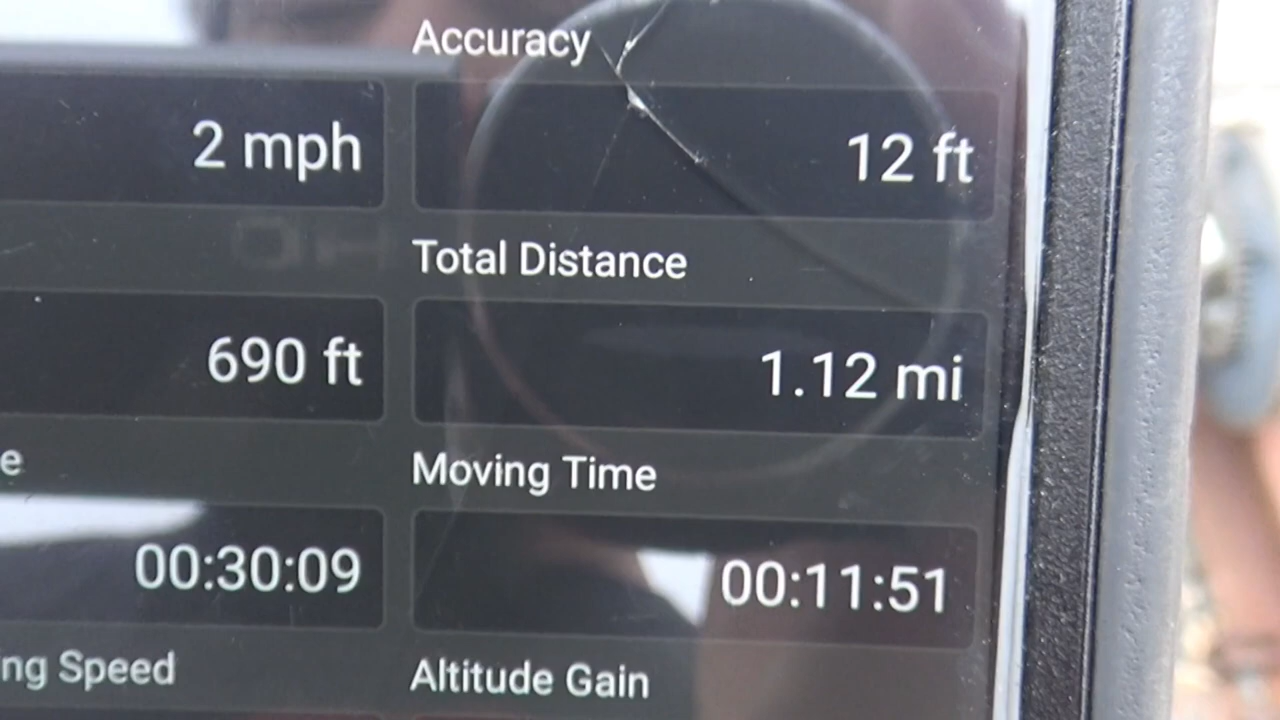 Accuracy
2 mph
12 ft
Total Distance
690 ft
1.12 mi
e
Moving Time
00:30:09
00:11:51
ng Speed
Altitude Gain